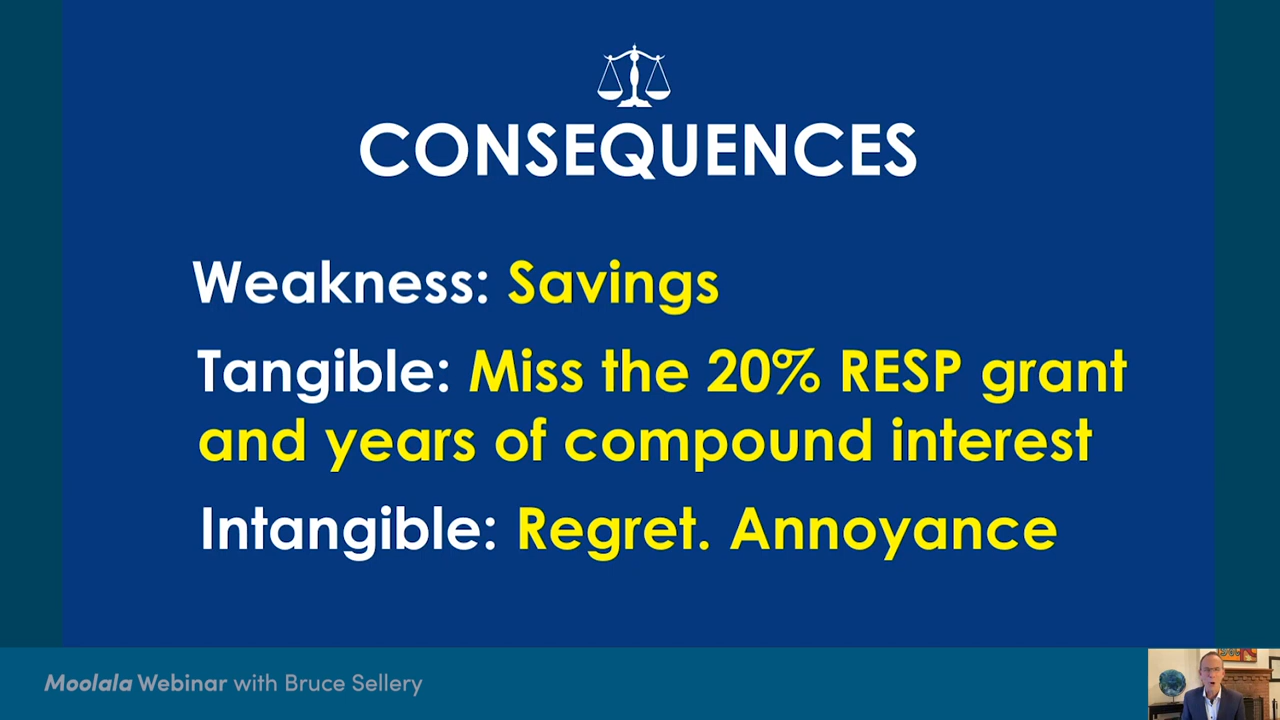 CONSEQUENCES
Weakness: Savings
Tangible: Miss the 20% RESP grant
and years of compound interest
Intangible: Regret. Annoyance
Moolala Webinar with Bruce Sellery